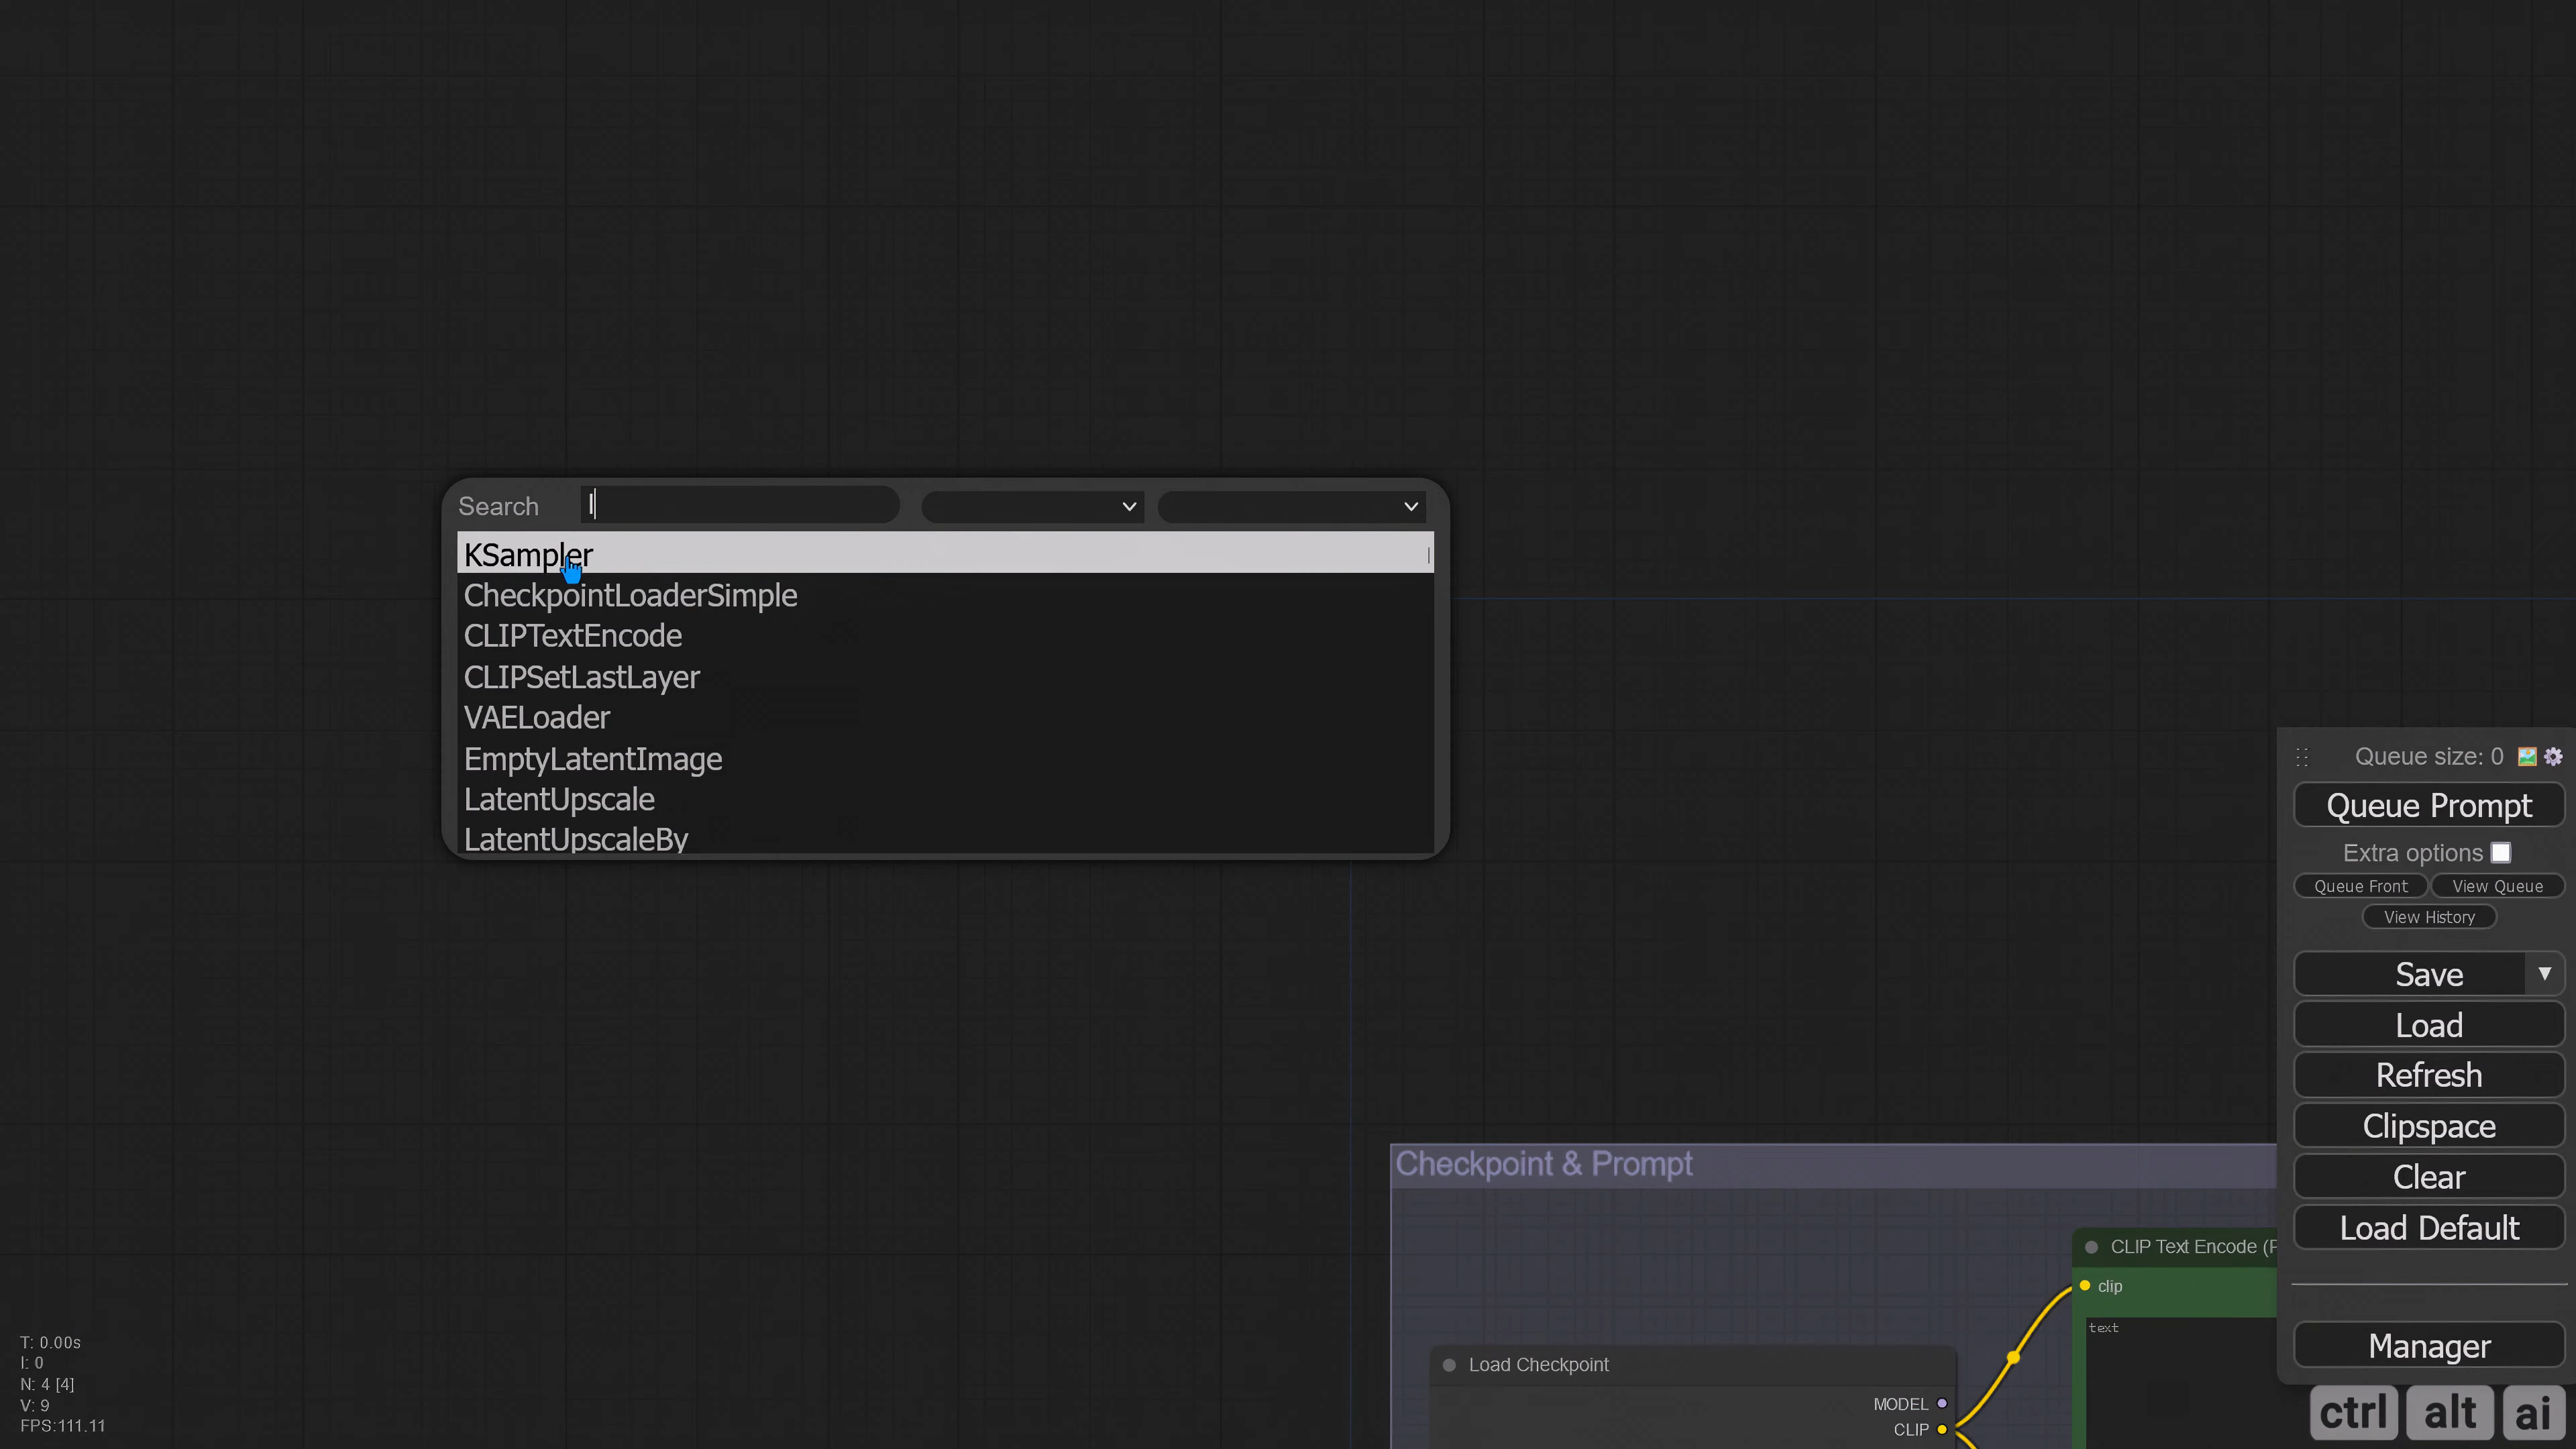 Search l
KSampler
CheckpointLoaderSimple
CLIPTextEncode
CLIPSetLastLayer
VAELoader
EmptyLatentImage
LatentUpscale
LatentUpscaleBy
Queue size: 0
Queue Prompt
Extra options
Queue Front View Queue
View History
Save ▼
Load
Refresh
Clipspace
Clear
Load Default
Manager
Checkpoint & Prompt
CLIP Text Encode (P
clip
text
Load Checkpoint
MODEL
CLIP
T: 0.00s
I: 0
N: 4 [4]
V: 9
FPS:111.11
ctrl alt ai